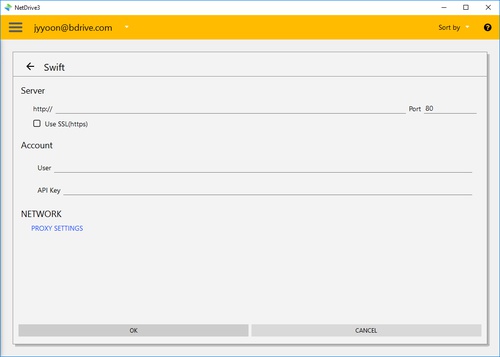 NetDrive3
jyyoon@bdrive.com Sort by
Swift
Server
http:// Port 80
Use SSL(https)
Account
User
API Key
NETWORK
PROXY SETTINGS
OK CANCEL